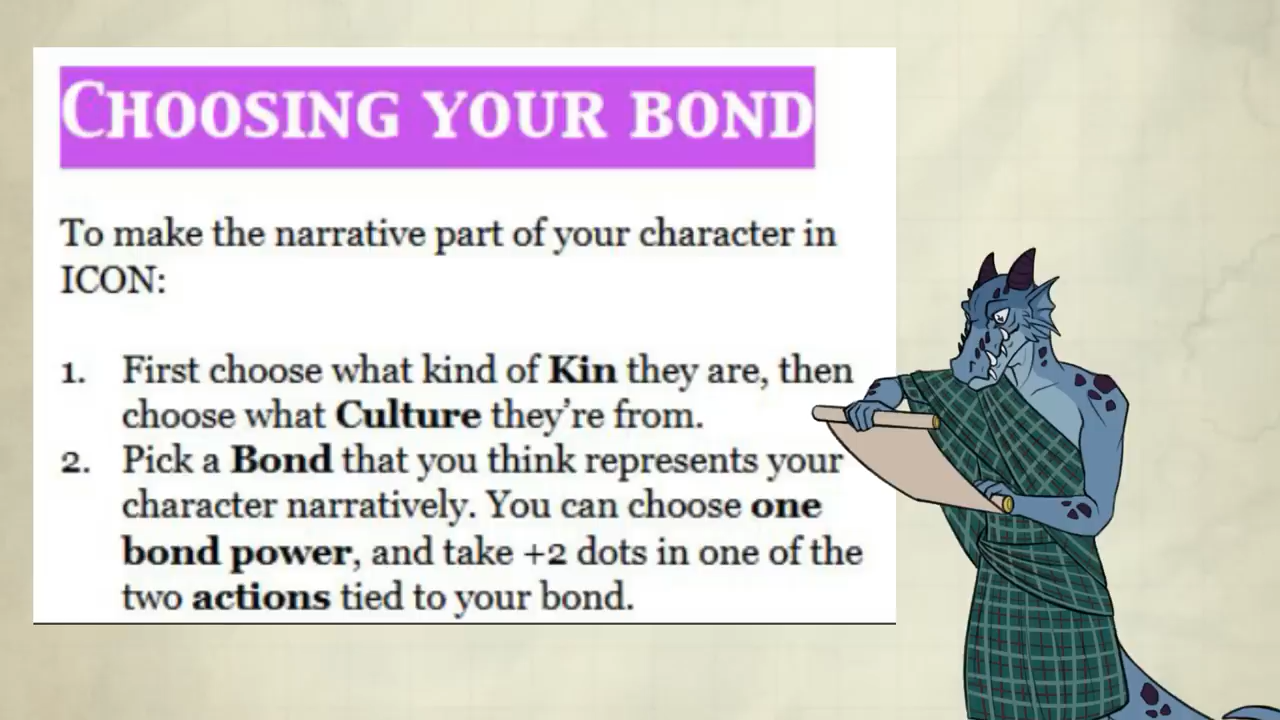 CHOOSING YOUR BOND
To make the narrative part of your character in
ICON:
1. First choose what kind of Kin they are, then
choose what Culture they're from.
2. Pick a Bond that you think represents your
character narratively. You can choose one
bond power, and take +2 dots in one of the
two actions tied to your bond.